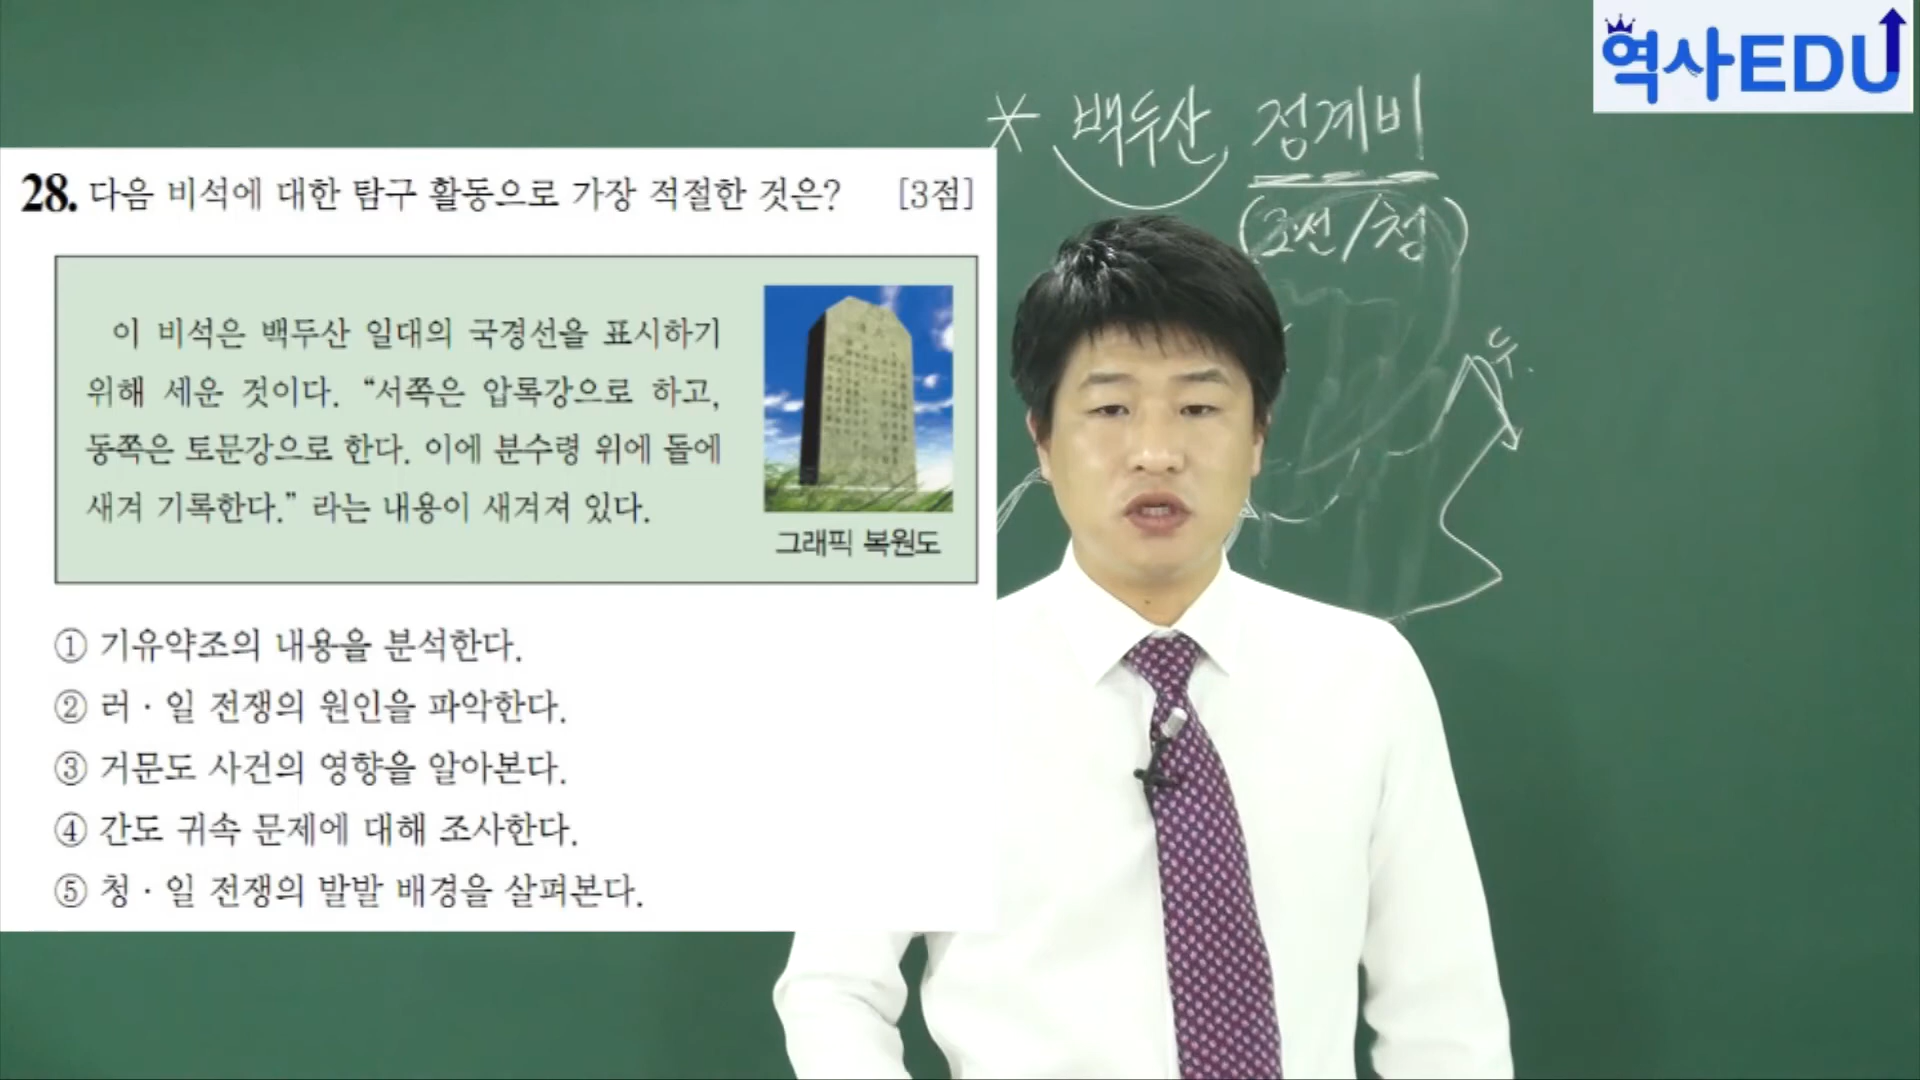 역사EDU
* 백두산 정계비
(조선/청)
두.
28. 다음 비석에 대한 탐구 활동으로 가장 적절한 것은? [3점]
이 비석은 백두산 일대의 국경선을 표시하기
위해 세운 것이다. “서쪽은 압록강으로 하고,
동쪽은 토문강으로 한다. 이에 분수령 위에 돌에
새겨 기록한다.” 라는 내용이 새겨져 있다.
그래픽 복원도
① 기유약조의 내용을 분석한다.
② 러 · 일 전쟁의 원인을 파악한다.
③ 거문도 사건의 영향을 알아본다.
④ 간도 귀속 문제에 대해 조사한다.
⑤ 청 · 일 전쟁의 발발 배경을 살펴본다.